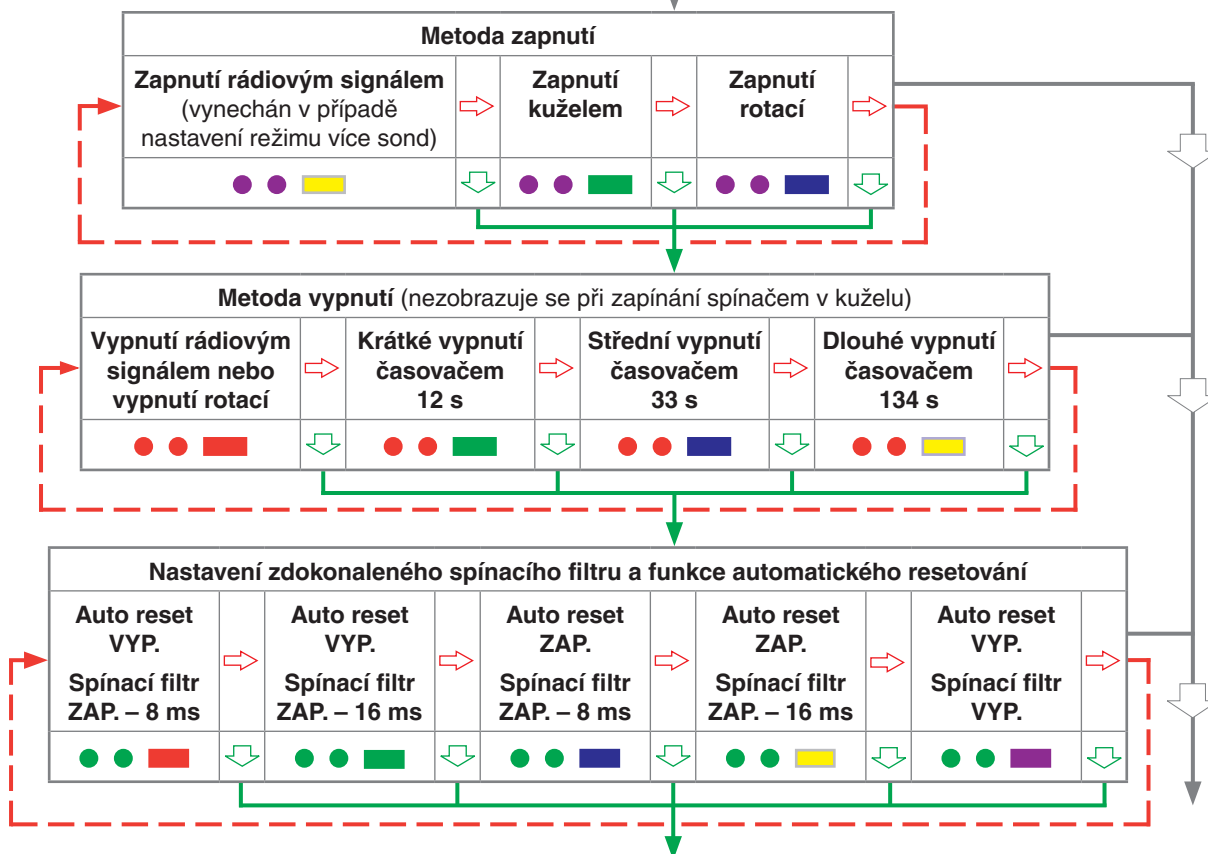 Metoda zapnutí
Zapnutí rádiovým signálem
(vynechán v případě
nastavení režimu více sond)
Zapnutí
kuželem
Zapnutí
rotací
Metoda vypnutí (nezobrazuje se při zapínání spínačem v kuželu)
Vypnutí rádiovým
signálem nebo
vypnutí rotací
Krátké vypnutí
časovačem
12 s
Střední vypnutí
časovačem
33 s
Dlouhé vypnutí
časovačem
134 s
Nastavení zdokonaleného spínacího filtru a funkce automatického resetování
Auto reset
VYP.
Spínací filtr
ZAP. – 8 ms
Auto reset
VYP.
Spínací filtr
ZAP. – 16 ms
Auto reset
ZAP.
Spínací filtr
ZAP. – 8 ms
Auto reset
ZAP.
Spínací filtr
ZAP. – 16 ms
Auto reset
VYP.
Spínací filtr
VYP.